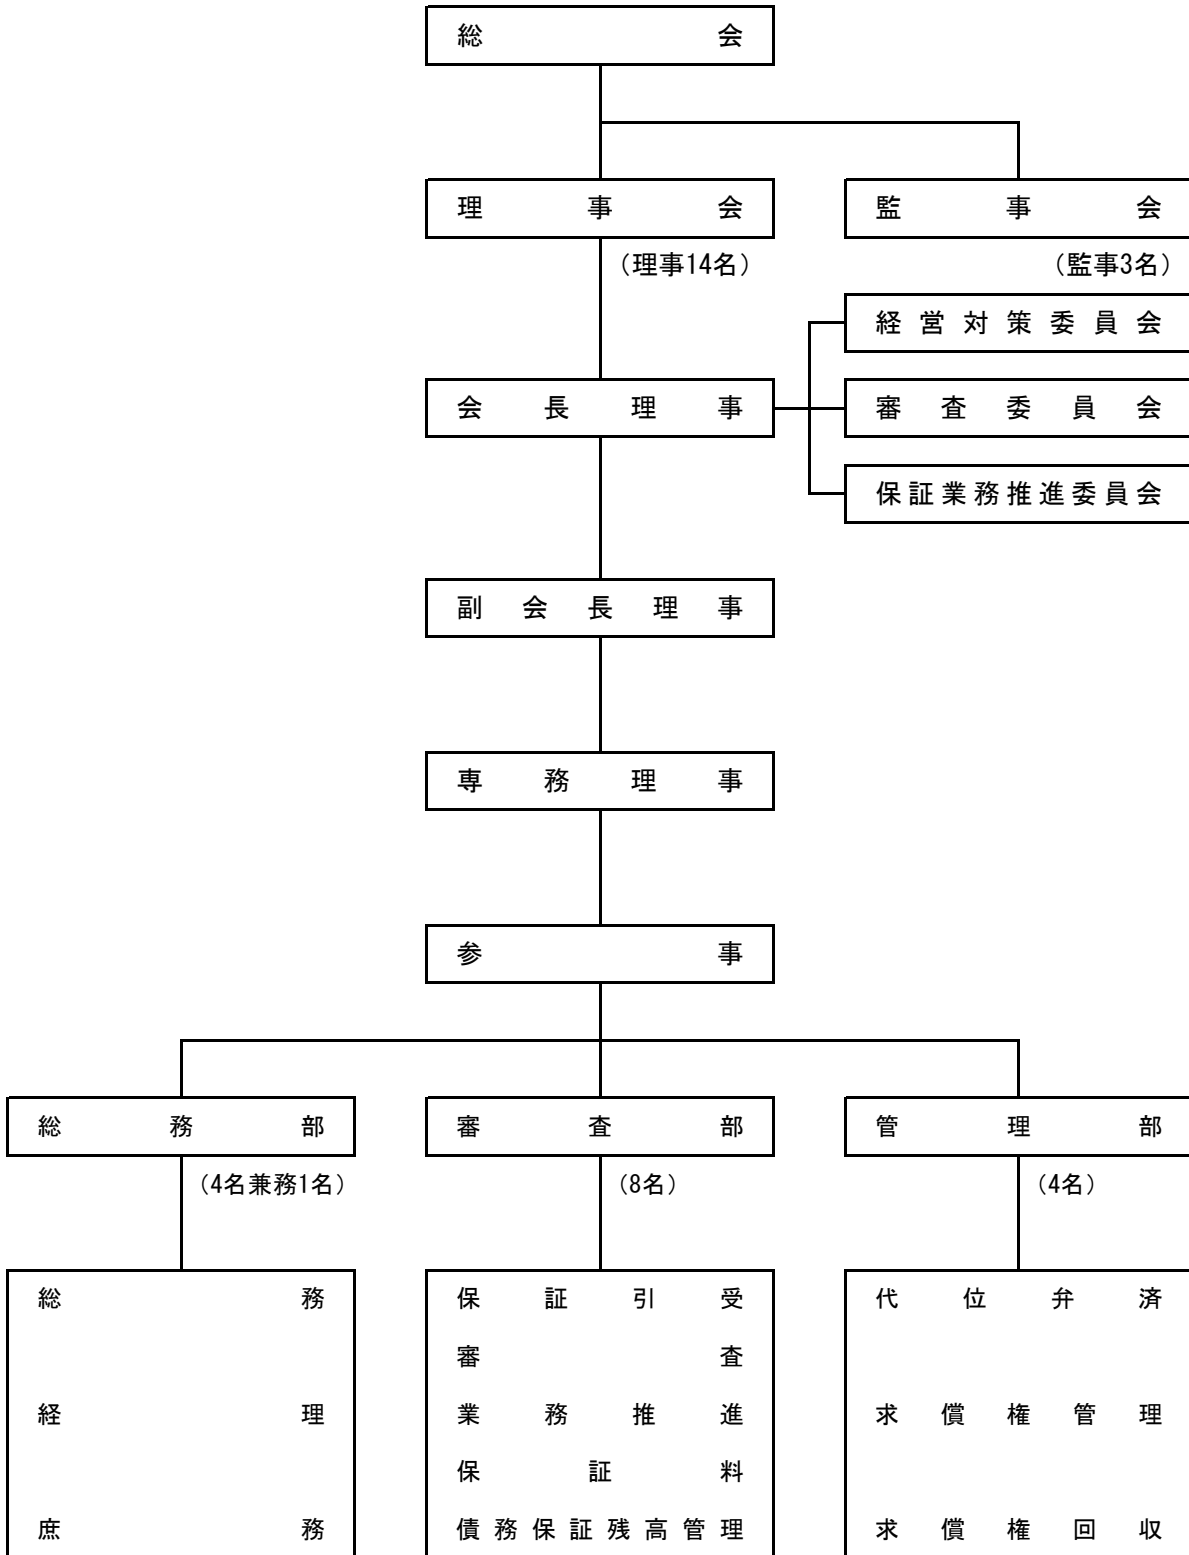 総会
理事会
監事会
（理事14名）
（監事3名）
経営対策委員会
会長理事
審査委員会
保証業務推進委員会
副会長理事
専務理事
参事
総務部
審査部
管理部
（4名兼務1名）
（8名）
（4名）
総務
経理
庶務
保証引受
審査
業務推進
保証料
債務保証残高管理
代位弁済
求償権管理
求償権回収